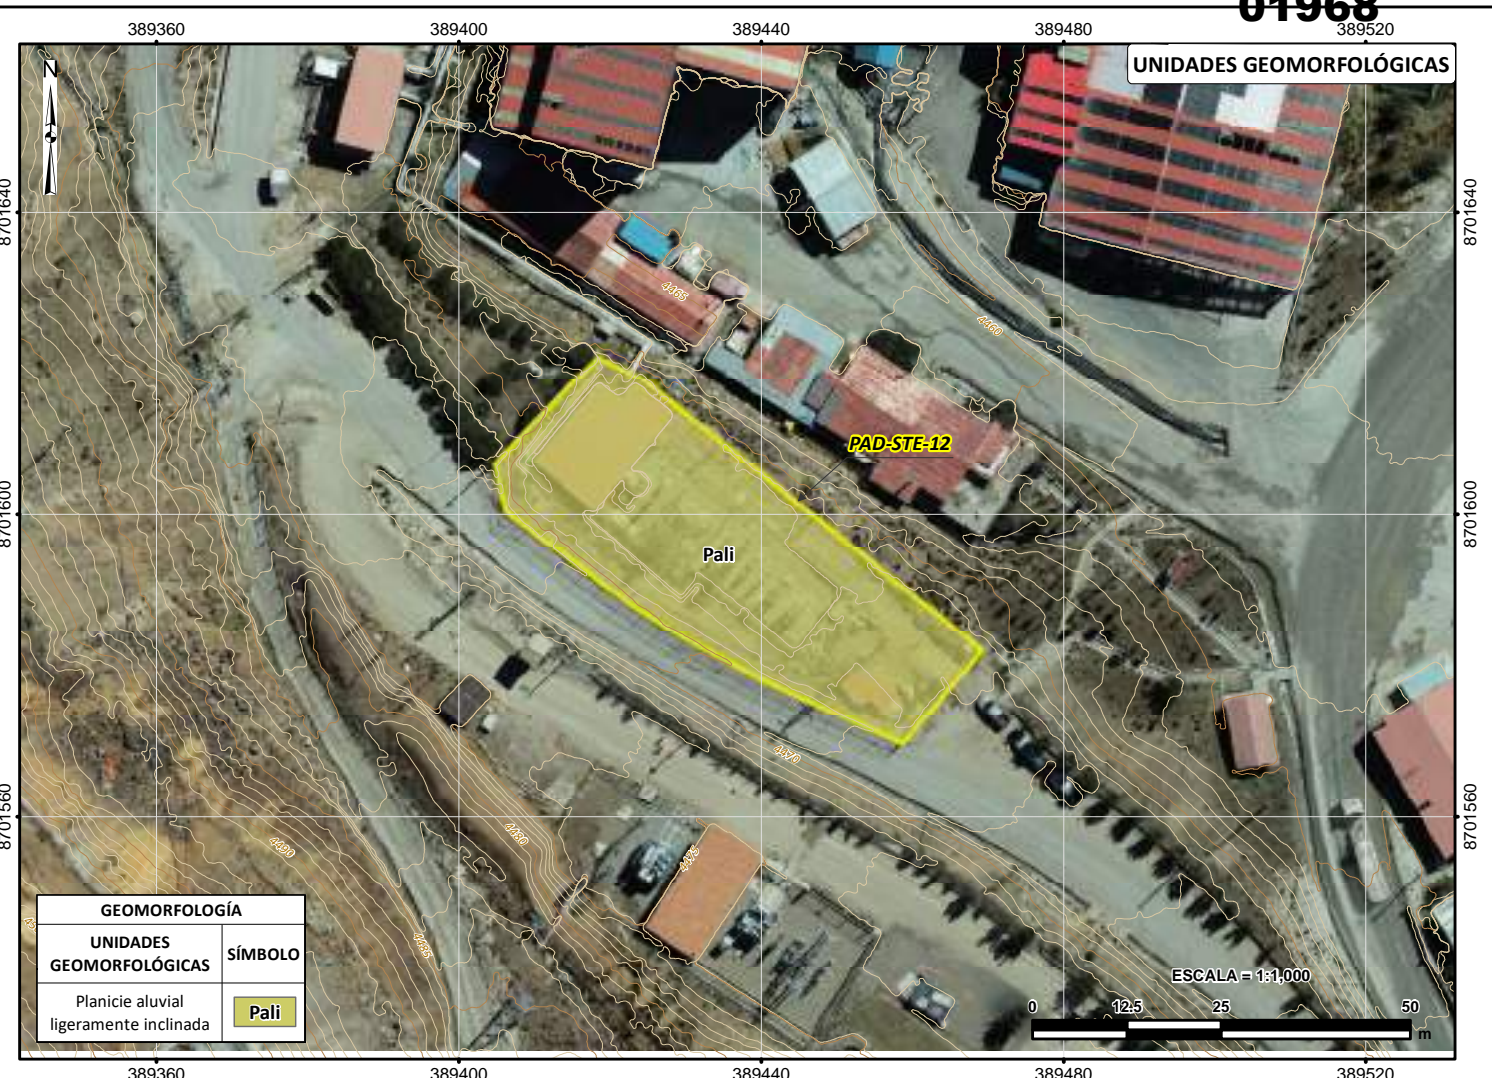 01968
389360 389400 389440 389480 389520
UNIDADES GEOMORFOLÓGICAS
N
8701640
8701640
4465
4460
PAD-STE-12
8701600
8701600
Pali
4470
8701560
8701560
4480
4475
4490
4485
GEOMORFOLOGÍA
UNIDADES GEOMORFOLÓGICAS
SÍMBOLO
Planicie aluvial
ligeramente inclinada
Pali
ESCALA = 1:1,000
0 12.5 25 50
m
389360 389400 389440 389480 389520